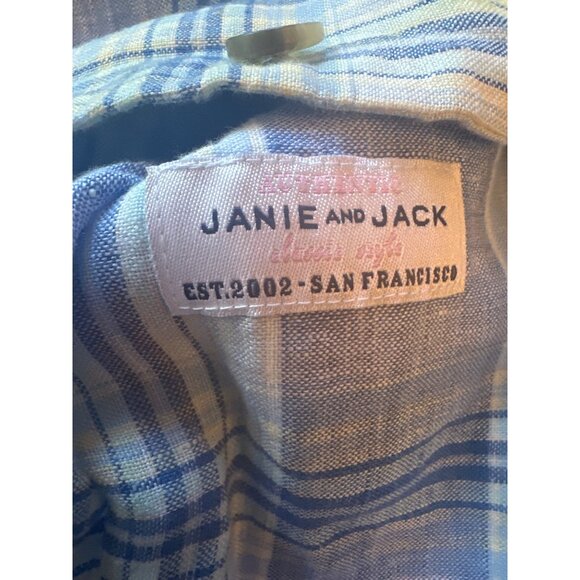 AUTHENTIC
JANIE AND JACK
classic style
EST.2002-SAN FRANCISCO